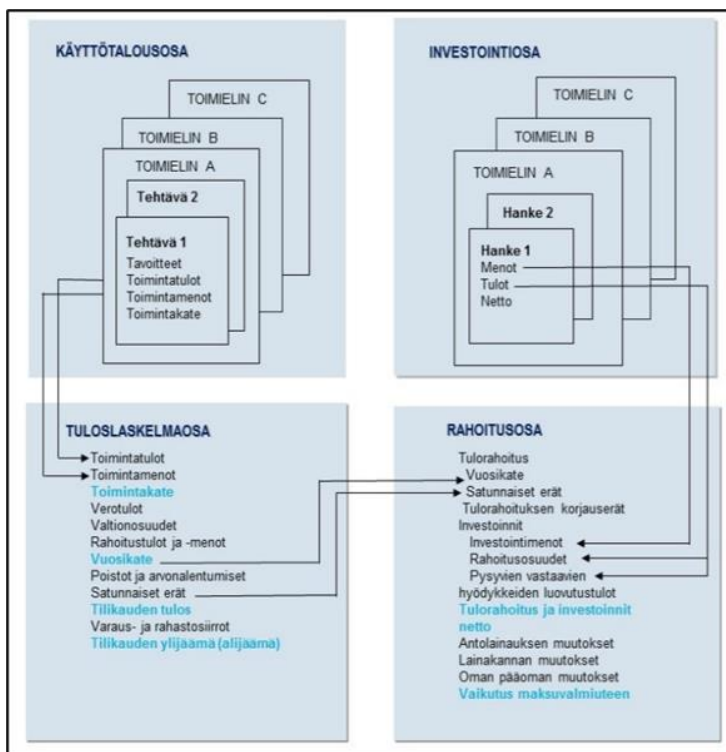 KÄYTTÖTALOUSOSA
TOIMIELIN C
TOIMIELIN B
TOIMIELIN A
Tehtävä 2
Tehtävä 1
Tavoitteet
Toimintatulot
Toimintamenot
Toimintakate
INVESTOINTIOSA
TOIMIELIN C
TOIMIELIN B
TOIMIELIN A
Hanke 2
Hanke 1
Menot
Tulot
Netto
TULOSLASKELMAOSA
Toimintatulot
Toimintamenot
Toimintakate
Verotulot
Valtionosuudet
Rahoitustulot ja -menot
Vuosikate
Poistot ja arvonalentumiset
Satunnaiset erät
Tilikauden tulos
Varaus- ja rahastosiirrot
Tilikauden ylijäämä (alijäämä)
RAHOITUSOSA
Tulorahoitus
Vuosikate
Satunnaiset erät
Tulorahoituksen korjauserät
Investoinnit
Investointimenot
Rahoitusosuudet
Pysyvien vastaavien
hyödykkeiden luovutustulot
Tulorahoitus ja investoinnit
netto
Antolainauksen muutokset
Lainakannan muutokset
Oman pääoman muutokset
Vaikutus maksuvalmiuteen